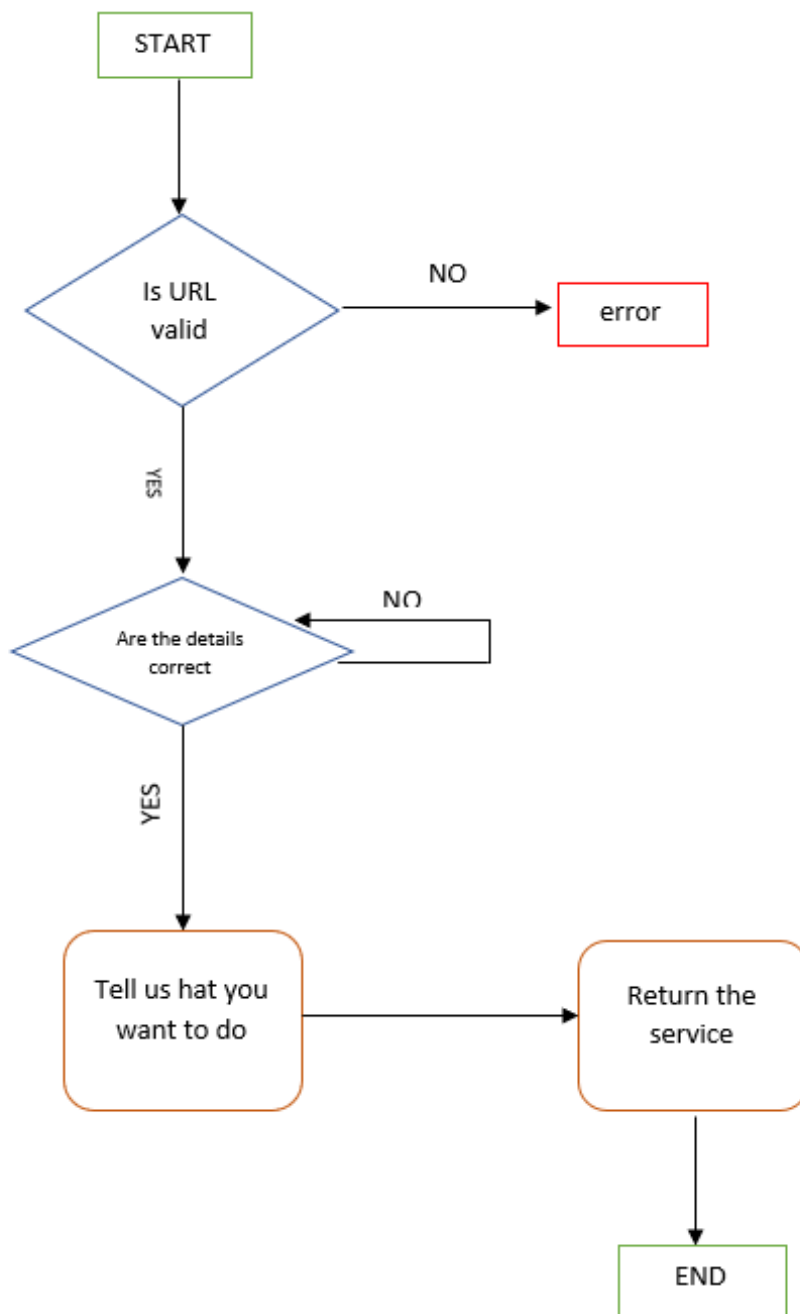 START
Is URL
valid
NO
error
YES
Are the details
correct
NO
YES
Tell us hat you
want to do
Return the
service
END